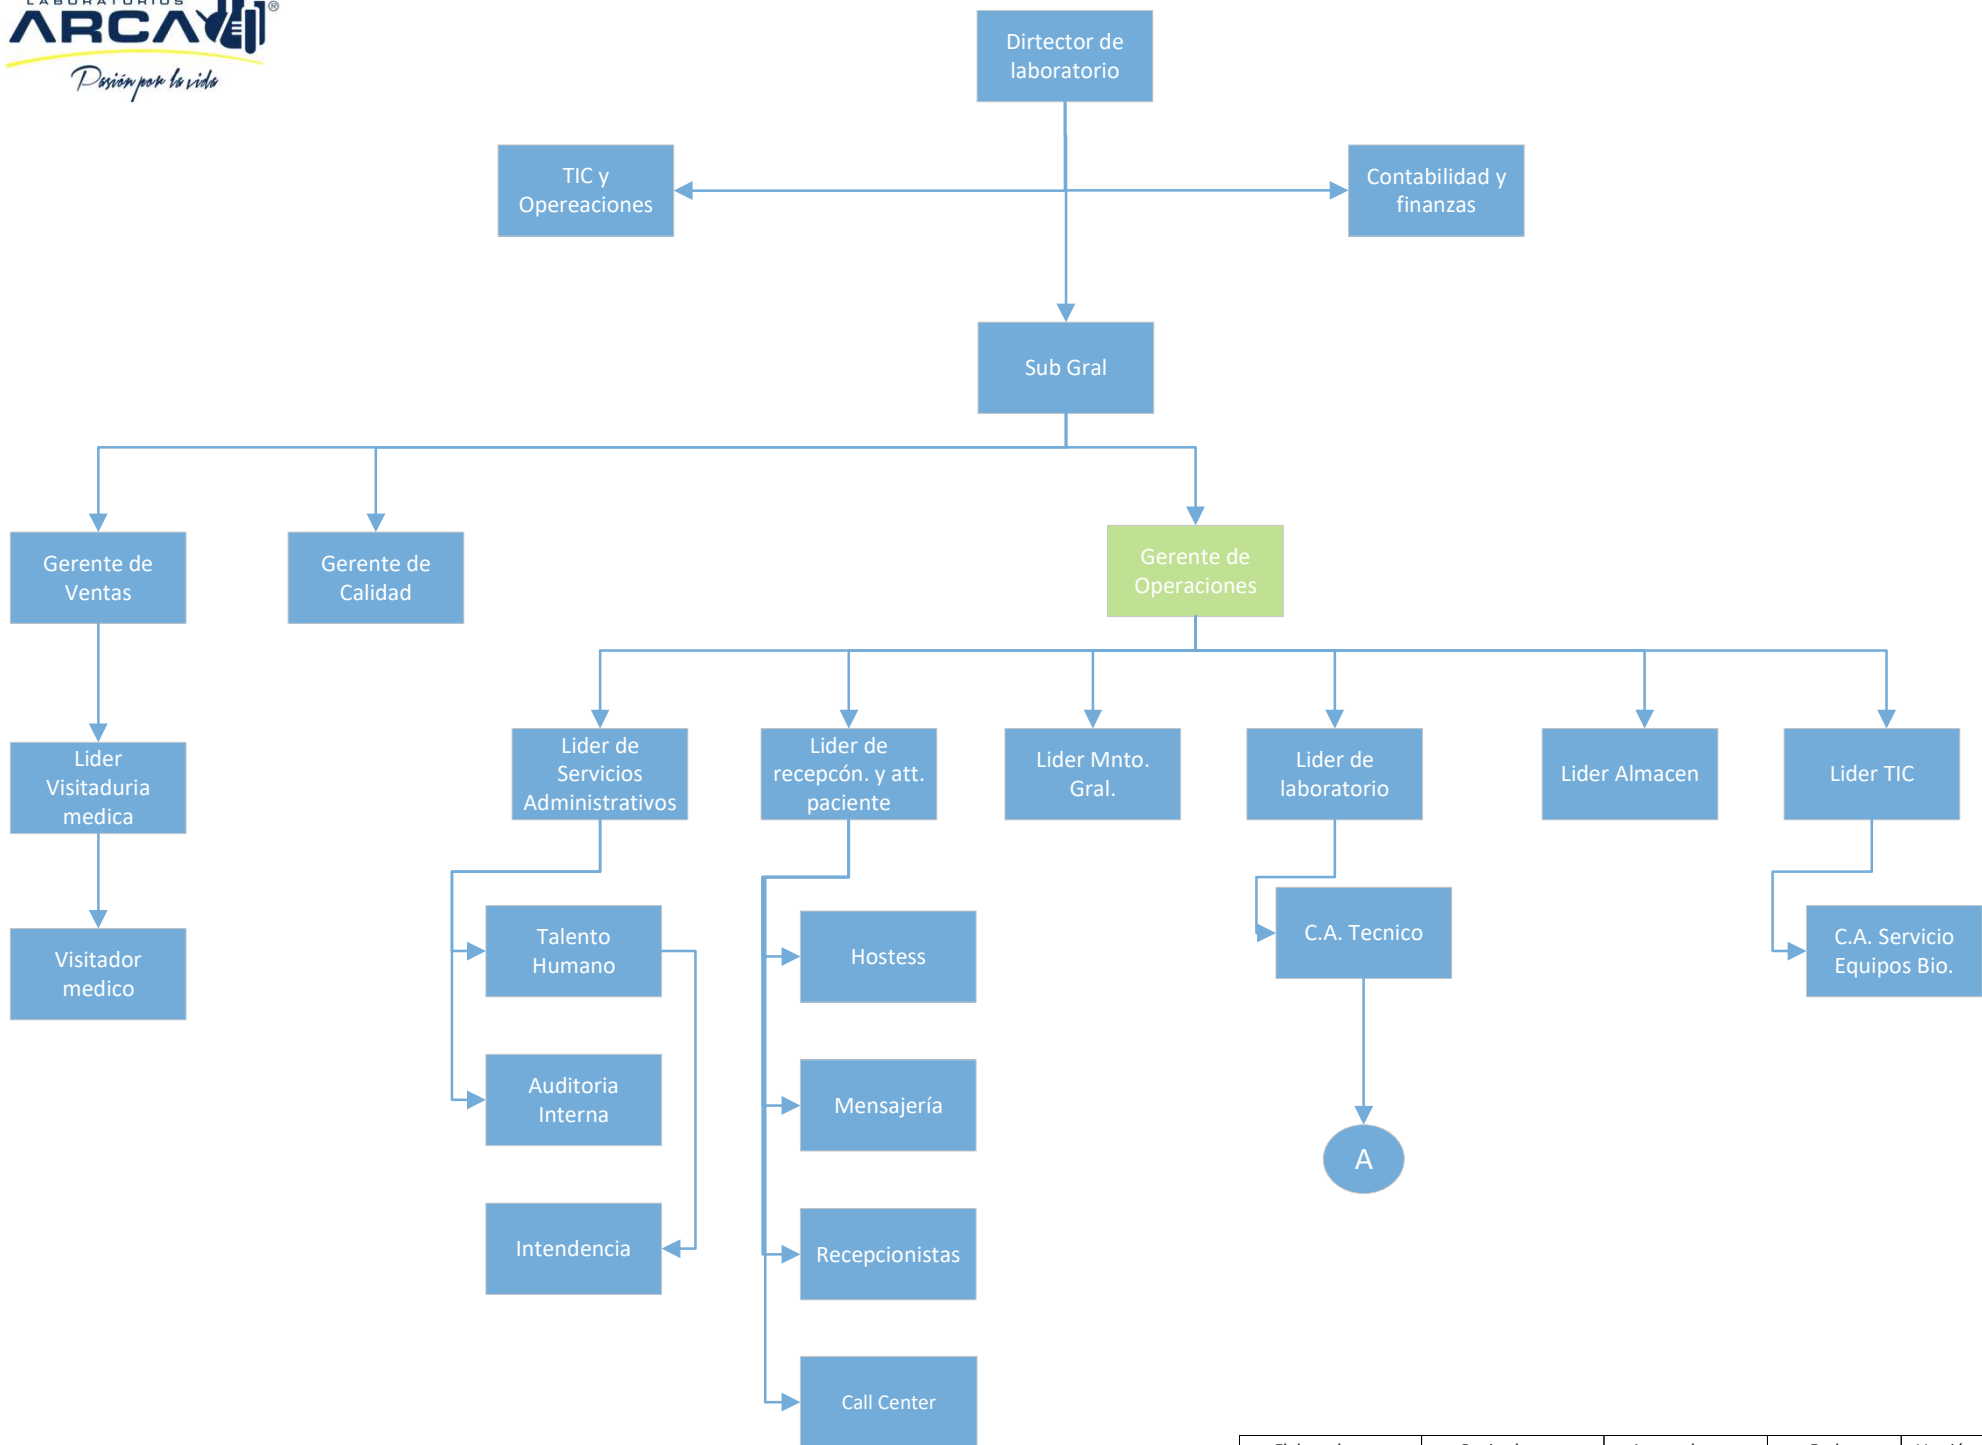 LABORATORIOS
ARCA®
Pasión por la vida
Dirtector de
laboratorio
TIC y
Opereaciones
Contabilidad y
finanzas
Sub Gral
Gerente de
Ventas
Gerente de
Calidad
Gerente de
Operaciones
Lider
Visitaduria
medica
Lider de
Servicios
Administrativos
Lider de
recepcón. y att.
paciente
Lider Mnto.
Gral.
Lider de
laboratorio
Lider Almacen
Lider TIC
Visitador
medico
Talento
Humano
Hostess
C.A. Tecnico
C.A. Servicio
Equipos Bio.
Auditoria
Interna
Mensajería
A
Intendencia
Recepcionistas
Call Center